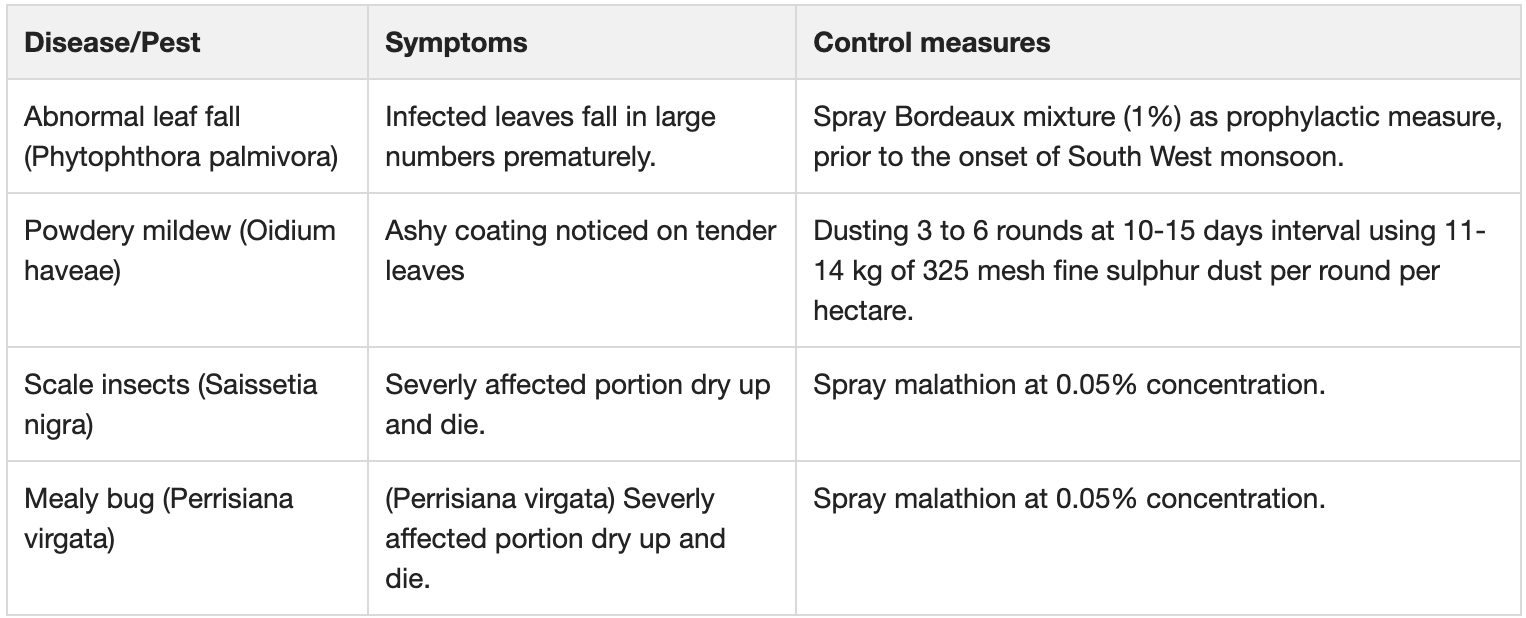 Disease/Pest
Symptoms
Control measures
Abnormal leaf fall
(Phytophthora palmivora)
Infected leaves fall in large
numbers prematurely.
Spray Bordeaux mixture (1%) as prophylactic measure,
prior to the onset of South West monsoon.
Powdery mildew (Oidium
haveae)
Ashy coating noticed on tender
leaves
Dusting 3 to 6 rounds at 10-15 days interval using 11-
14 kg of 325 mesh fine sulphur dust per round per
hectare.
Scale insects (Saissetia
nigra)
Severly affected portion dry up
and die.
Spray malathion at 0.05% concentration.
Mealy bug (Perrisiana
virgata)
(Perrisiana virgata) Severly
affected portion dry up and
die.
Spray malathion at 0.05% concentration.